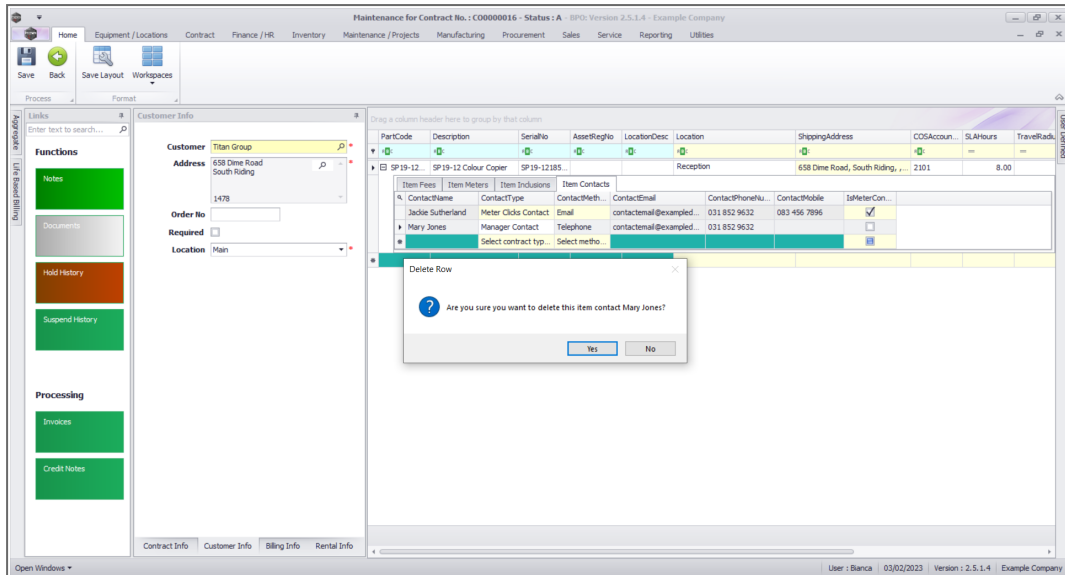 Maintenance for Contract No. : CO0000016 - Status : A - BPO: Version 2.5.1.4 - Example Company
Home Equipment / Locations Contract Finance / HR Inventory Maintenance / Projects Manufacturing Procurement Sales Service Reporting Utilities
Save Back Save Layout Workspaces
Process Format
Links
Enter text to search...
Functions
Notes
Documents
Hold History
Suspend History
Processing
Invoices
Credit Notes
Aggregate
Life Based Billing
Customer Info
Customer Titan Group *
Address 658 Dime Road *
South Riding
1478
Order No
Required
Location Main *
Contract Info Customer Info Billing Info Rental Info
Drag a column header here to group by that column
PartCode Description SerialNo AssetRegNo LocationDesc Location ShippingAddress COSAccoun... SLAHours TravelRadiu
= =
SP19-12... SP19-12 Colour Copier SP19-12185... Reception 658 Dime Road, South Riding, ,... 2101 8.00
Item Fees Item Meters Item Inclusions Item Contacts
ContactName ContactType ContactMeth... ContactEmail ContactPhoneNu... ContactMobile IsMeterCon...
Jackie Sutherland Meter Clicks Contact Email contactemail@exampled... 031 852 9632 083 456 7896
Mary Jones Manager Contact Telephone contactemail@exampled... 031 852 9632
Select contract typ... Select metho...
Delete Row
Are you sure you want to delete this item contact Mary Jones?
Yes No
User Defined
Open Windows
User : Bianca 03/02/2023 Version : 2.5.1.4 Example Company